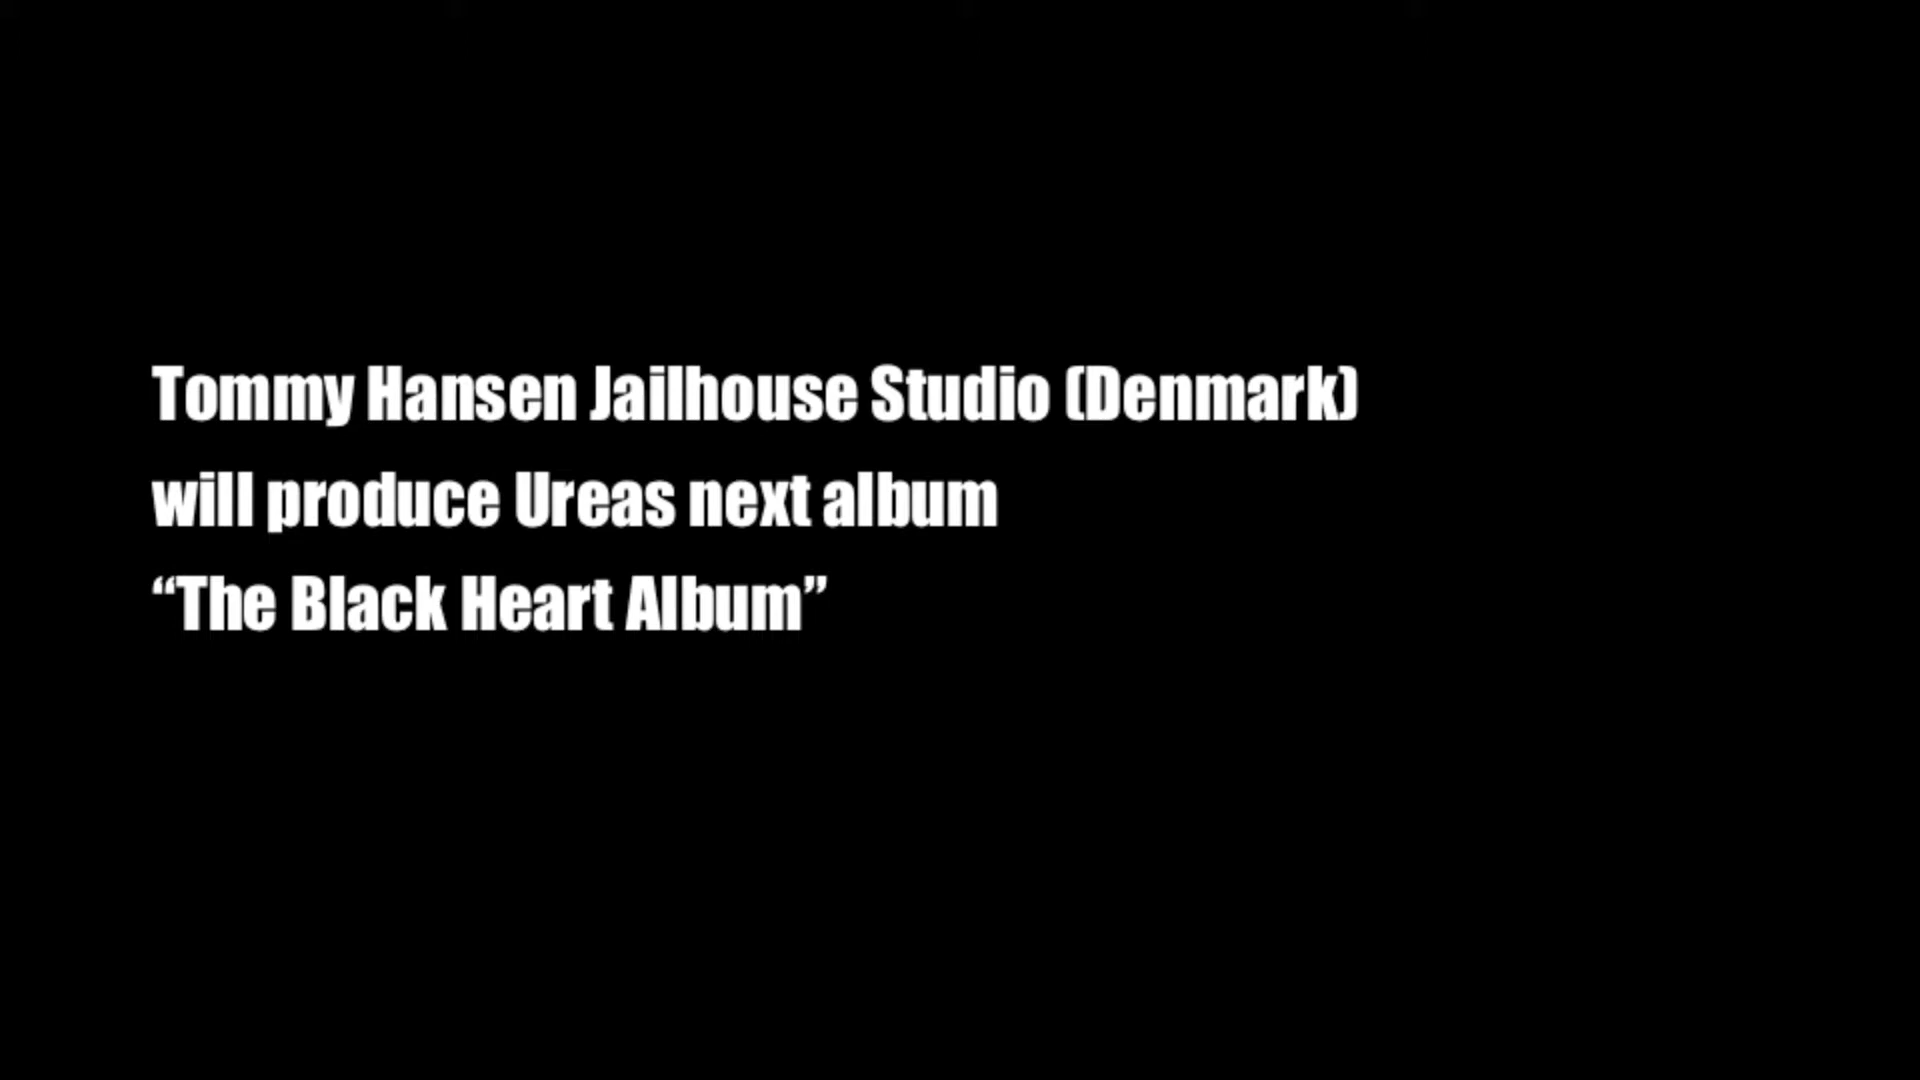 Tommy Hansen Jailhouse Studio (Denmark)
will produce Ureas next album
“The Black Heart Album”